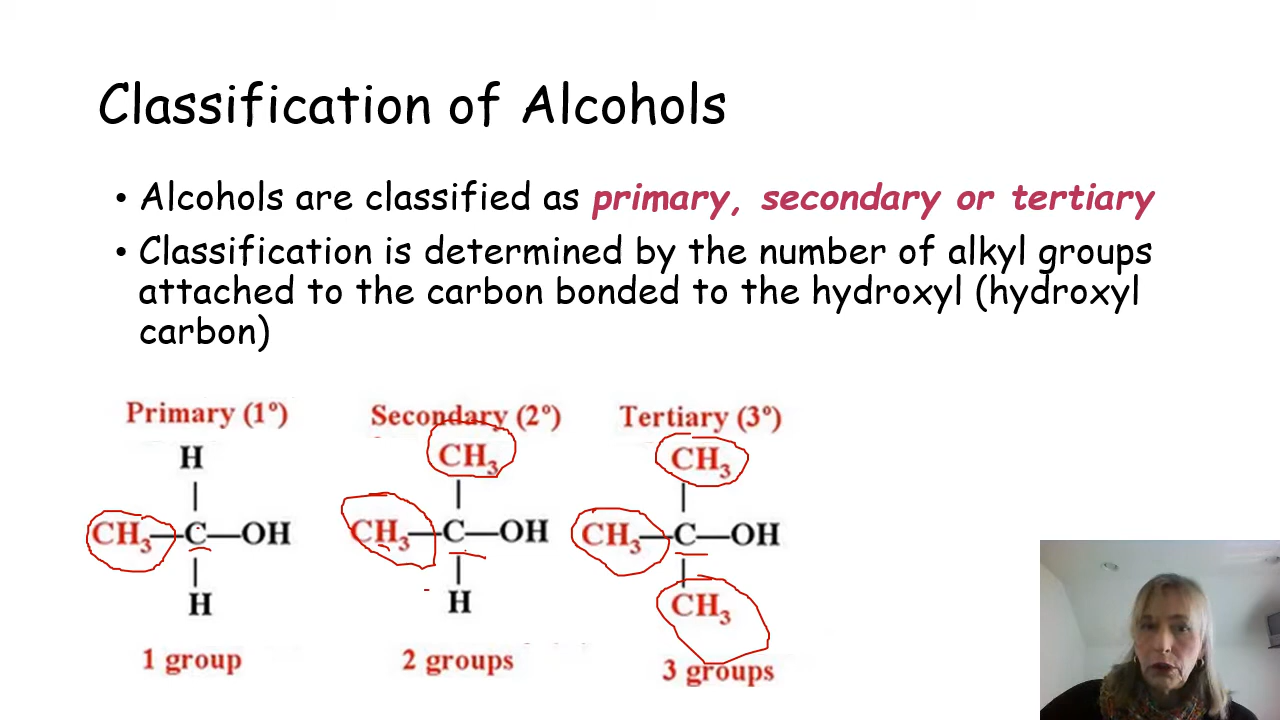 Classification of Alcohols
• Alcohols are classified as primary, secondary or tertiary
• Classification is determined by the number of alkyl groups
attached to the carbon bonded to the hydroxyl (hydroxyl
carbon)
Primary (1°)
H
CH₃—C—OH
H
1 group
Secondary (2°)
CH₃
CH₃—C—OH
H
2 groups
Tertiary (3°)
CH₃
CH₃—C—OH
CH₃
3 groups